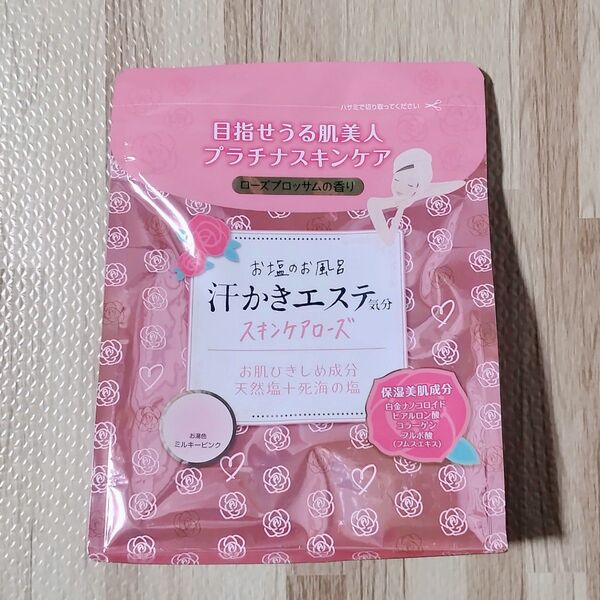 ハサミで切り取ってください
目指せうる肌美人
プラチナスキンケア
ローズブロッサムの香り
お塩のお風呂
汗かきエステ気分
スキンケアローズ
お肌ひきしめ成分
天然塩+死海の塩
保湿美肌成分
白金ナノコロイド
ヒアルロン酸
コラーゲン
フルボ酸
(フムスエキス)
お湯色
ミルキーピンク